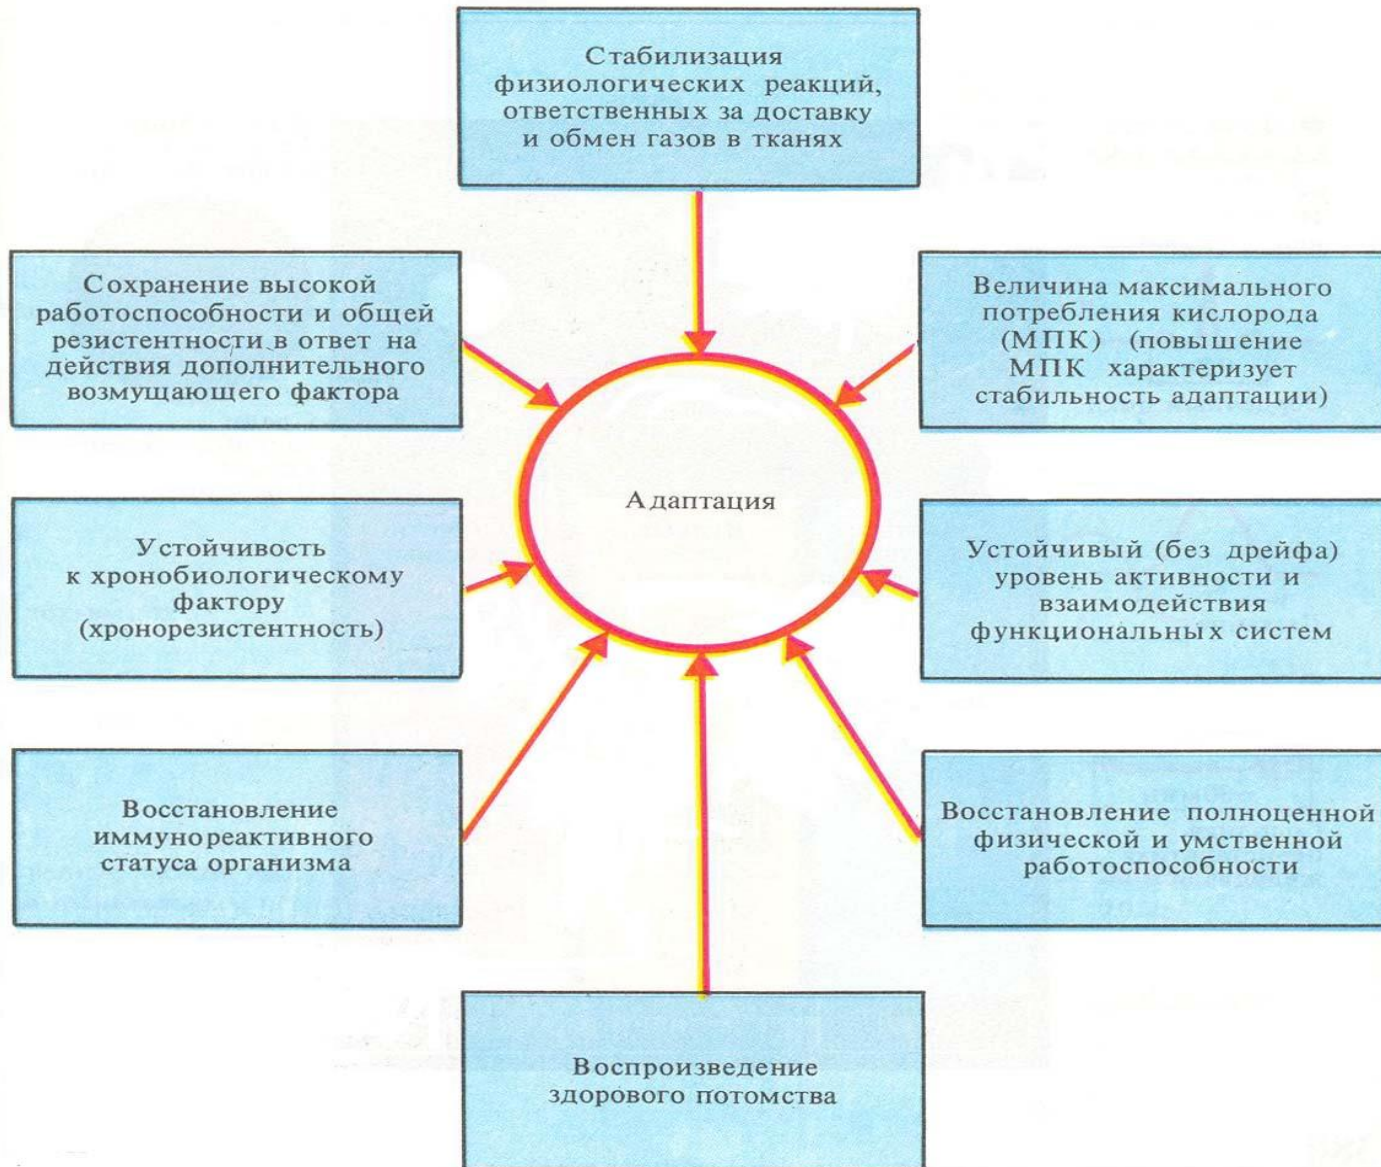 Стабилизация
физиологических реакций,
ответственных за доставку
и обмен газов в тканях
Сохранение высокой
работоспособности и общей
резистентности в ответ на
действия дополнительного
возмущающего фактора
Величина максимального
потребления кислорода
(МПК) (повышение
МПК характеризует
стабильность адаптации)
Адаптация
Устойчивость
к хронобиологическому
фактору
(хронорезистентность)
Устойчивый (без дрейфа)
уровень активности и
взаимодействия
функциональных систем
Восстановление
иммунореактивного
статуса организма
Восстановление полноценной
физической и умственной
работоспособности
Воспроизведение
здорового потомства